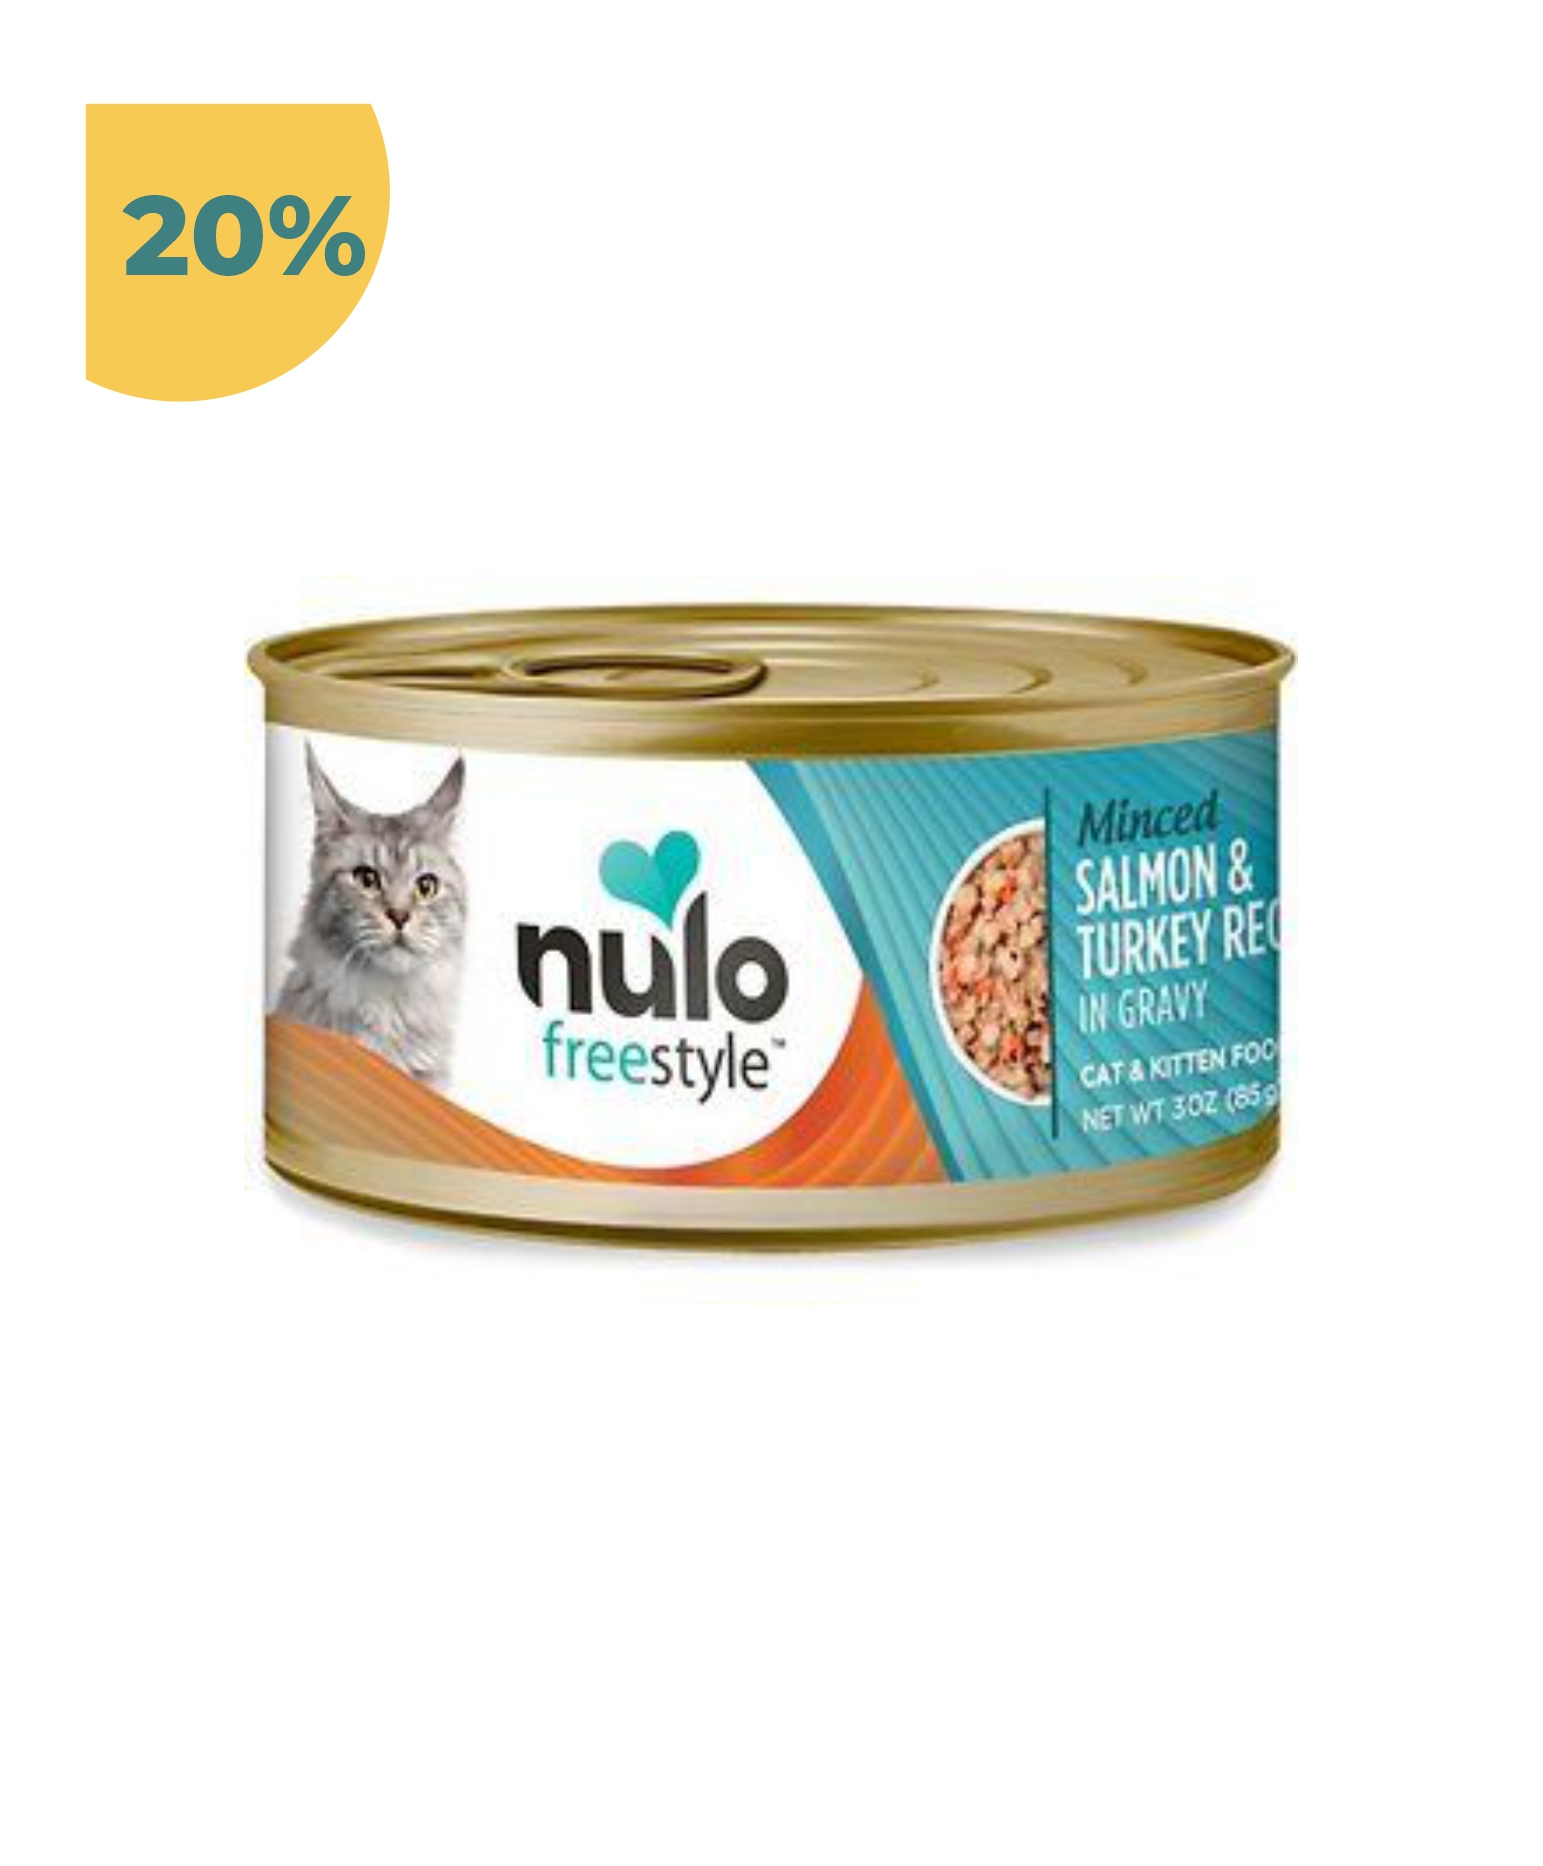 20%
nulo
freestyle™
Minced
SALMON &
TURKEY REC
IN GRAVY
CAT & KITTEN FOO
NET WT 3OZ (85 g